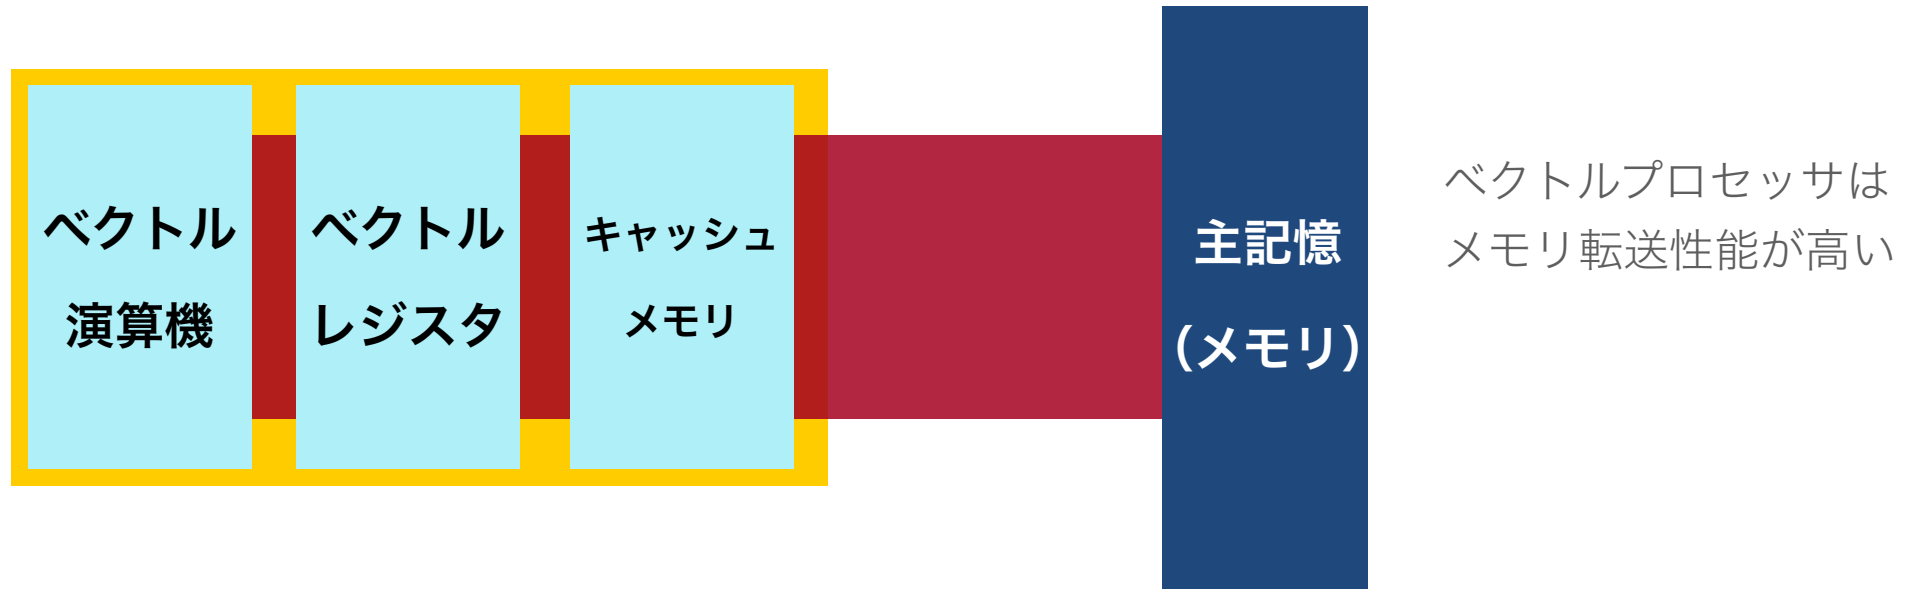 ベクトル
演算機
ベクトル
レジスタ
キャッシュ
メモリ
主記憶
(メモリ)
ベクトルプロセッサは
メモリ転送性能が高い